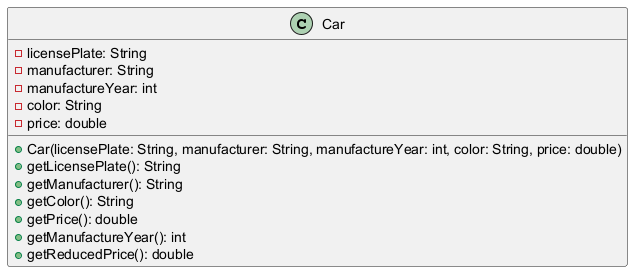 C Car
licensePlate: String
manufacturer: String
manufactureYear: int
color: String
price: double
Car(licensePlate: String, manufacturer: String, manufactureYear: int, color: String, price: double)
getLicensePlate(): String
getManufacturer(): String
getColor(): String
getPrice(): double
getManufactureYear(): int
getReducedPrice(): double